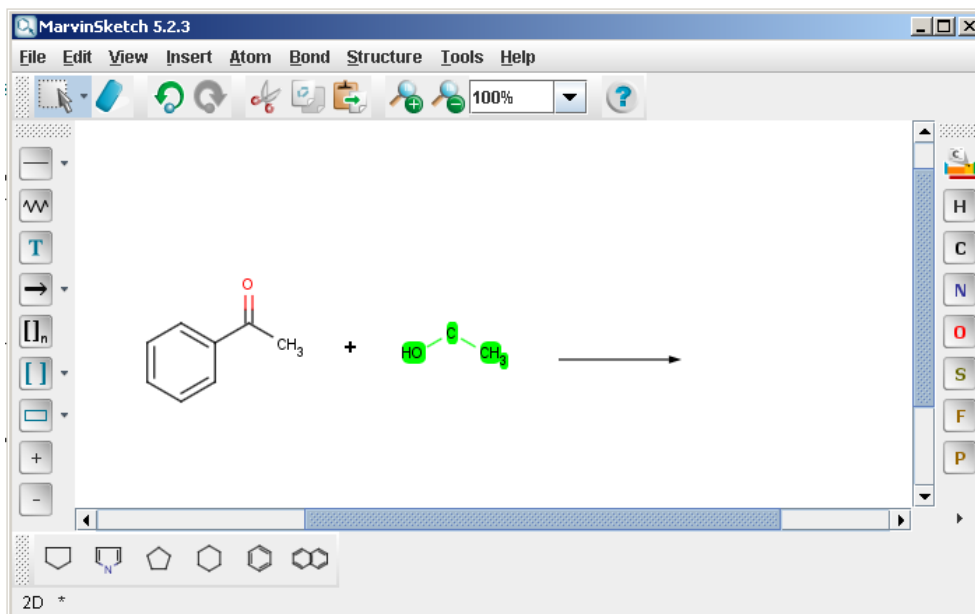 MarvinSketch 5.2.3
File Edit View Insert Atom Bond Structure Tools Help
100% ?
C
H
T
C
N
[]n
O
[ ]
S
F
+
P
-
O
CH3
+
HO
C
CH3
N
2D *